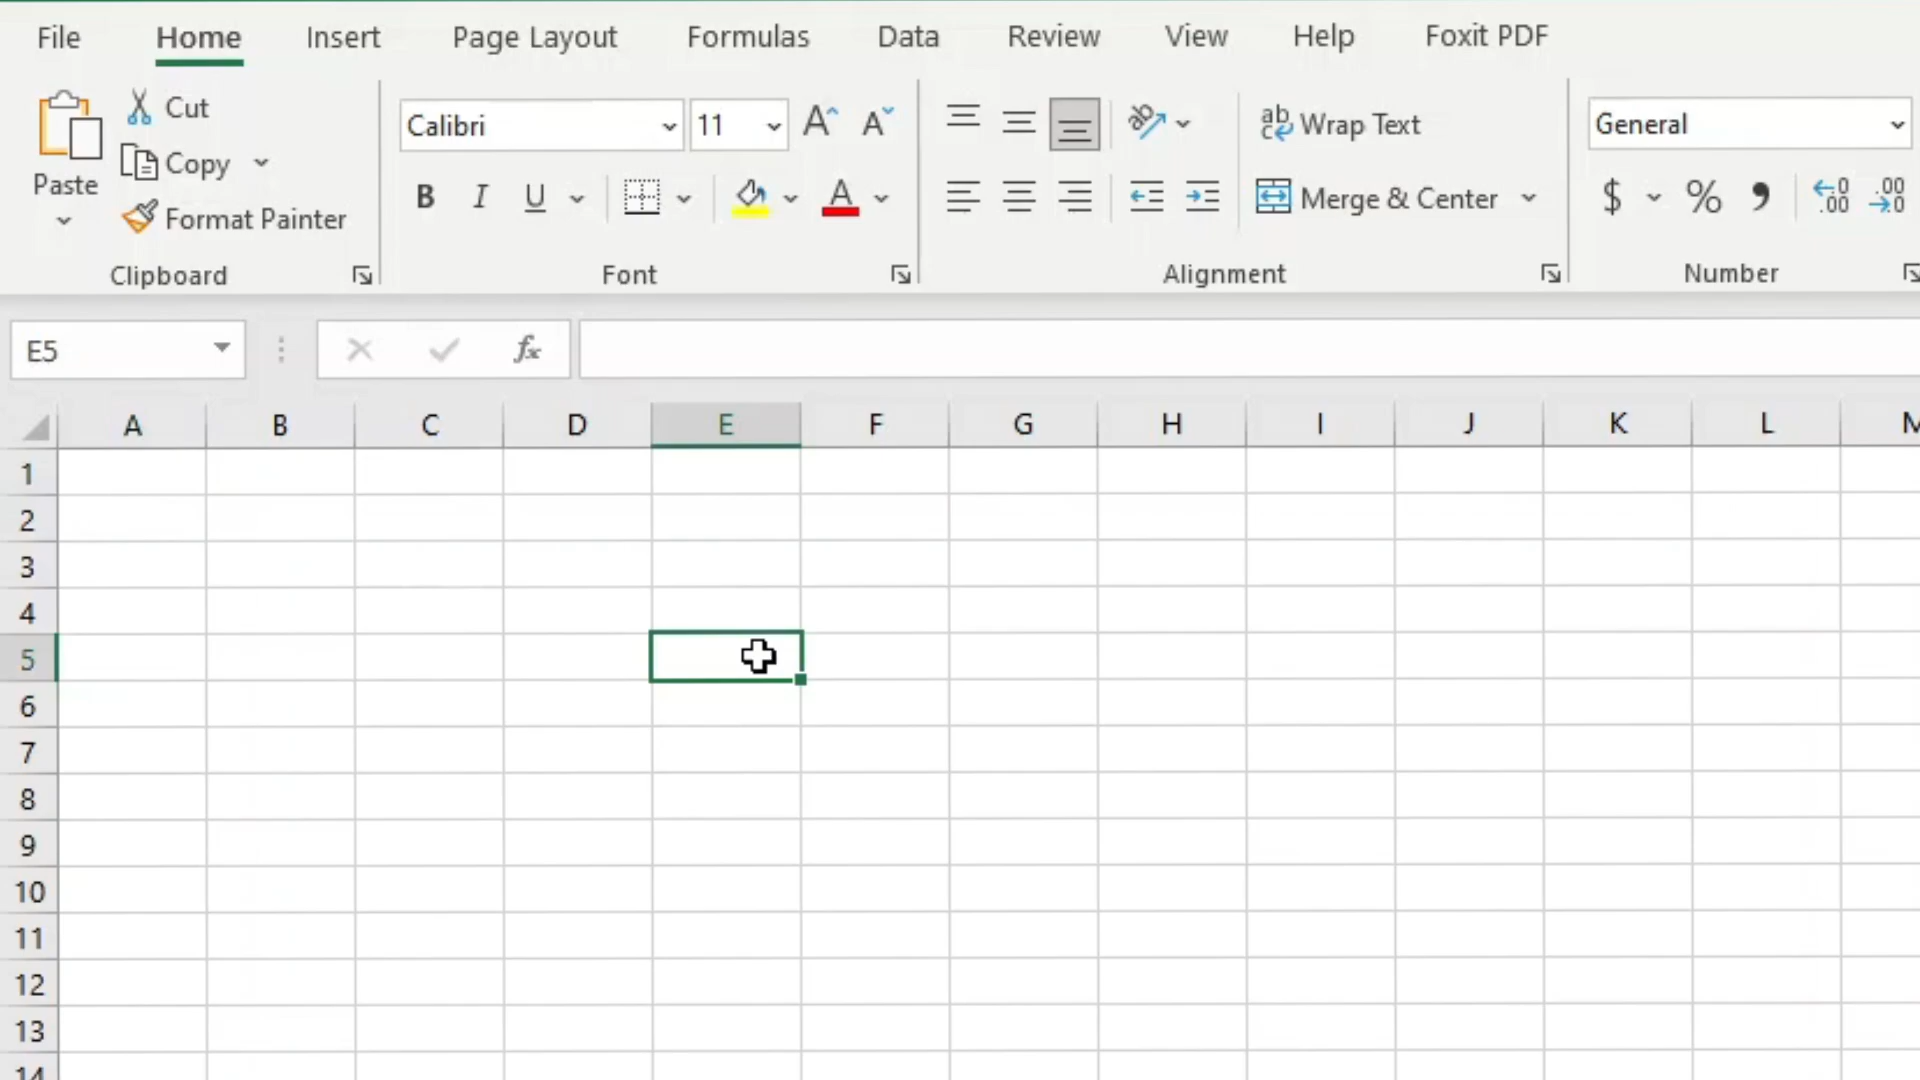 File Home Insert Page Layout Formulas Data Review View Help Foxit PDF
Paste
Cut
Copy
Format Painter
Clipboard
Calibri 11
B I U
Font
Wrap Text
Merge & Center
Alignment
General
$ % ,
Number
E5 fx
A B C D E F G H I J K L M
1
2
3
4
5
6
7
8
9
10
11
12
13
14